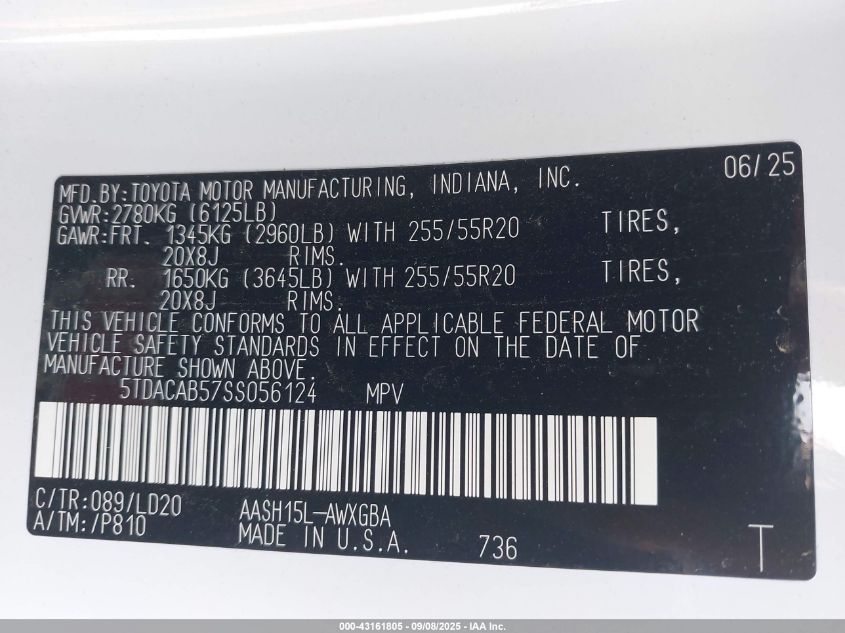 06/25
MFD.BY:TOYOTA MOTOR MANUFACTURING, INDIANA, INC.
GVWR:2780KG (6125LB)
GAWR:FRT. 1345KG (2960LB) WITH 255/55R20 TIRES,
20X8J RIMS.
RR. 1650KG (3645LB) WITH 255/55R20 TIRES,
20X8J RIMS.
THIS VEHICLE CONFORMS TO ALL APPLICABLE FEDERAL MOTOR
VEHICLE SAFETY STANDARDS IN EFFECT ON THE DATE OF
MANUFACTURE SHOWN ABOVE.
5TDACAB57SS056124 MPV
C/TR:089/LD20 AASH15L-AWXGBA
A/TM:/P810 MADE IN U.S.A. 736 T
000-43161805 - 09/08/2025 - IAA Inc.